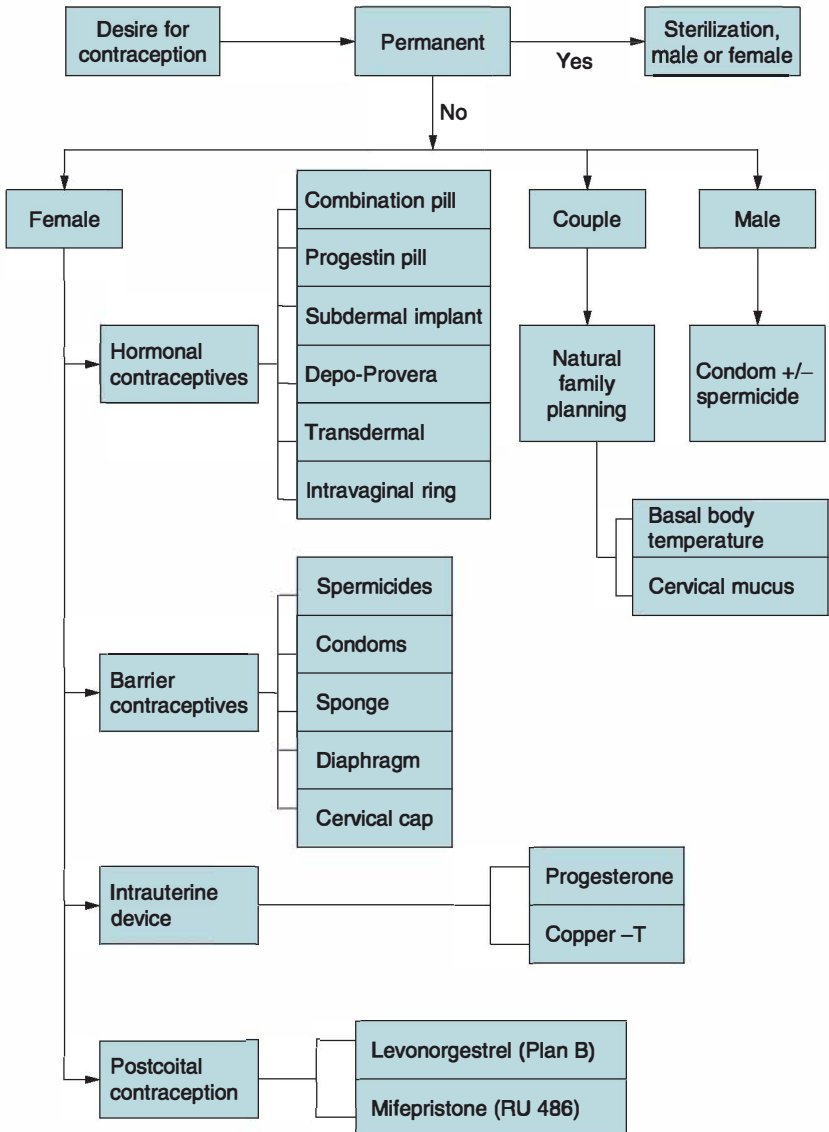 Desire for
contraception
Permanent
Yes
Sterilization,
male or female
No
Female
Couple
Male
Hormonal
contraceptives
Combination pill
Progestin pill
Subdermal implant
Depo-Provera
Transdermal
Intravaginal ring
Natural
family
planning
Condom +/–
spermicide
Basal body
temperature
Cervical mucus
Barrier
contraceptives
Spermicides
Condoms
Sponge
Diaphragm
Cervical cap
Intrauterine
device
Progesterone
Copper –T
Postcoital
contraception
Levonorgestrel (Plan B)
Mifepristone (RU 486)